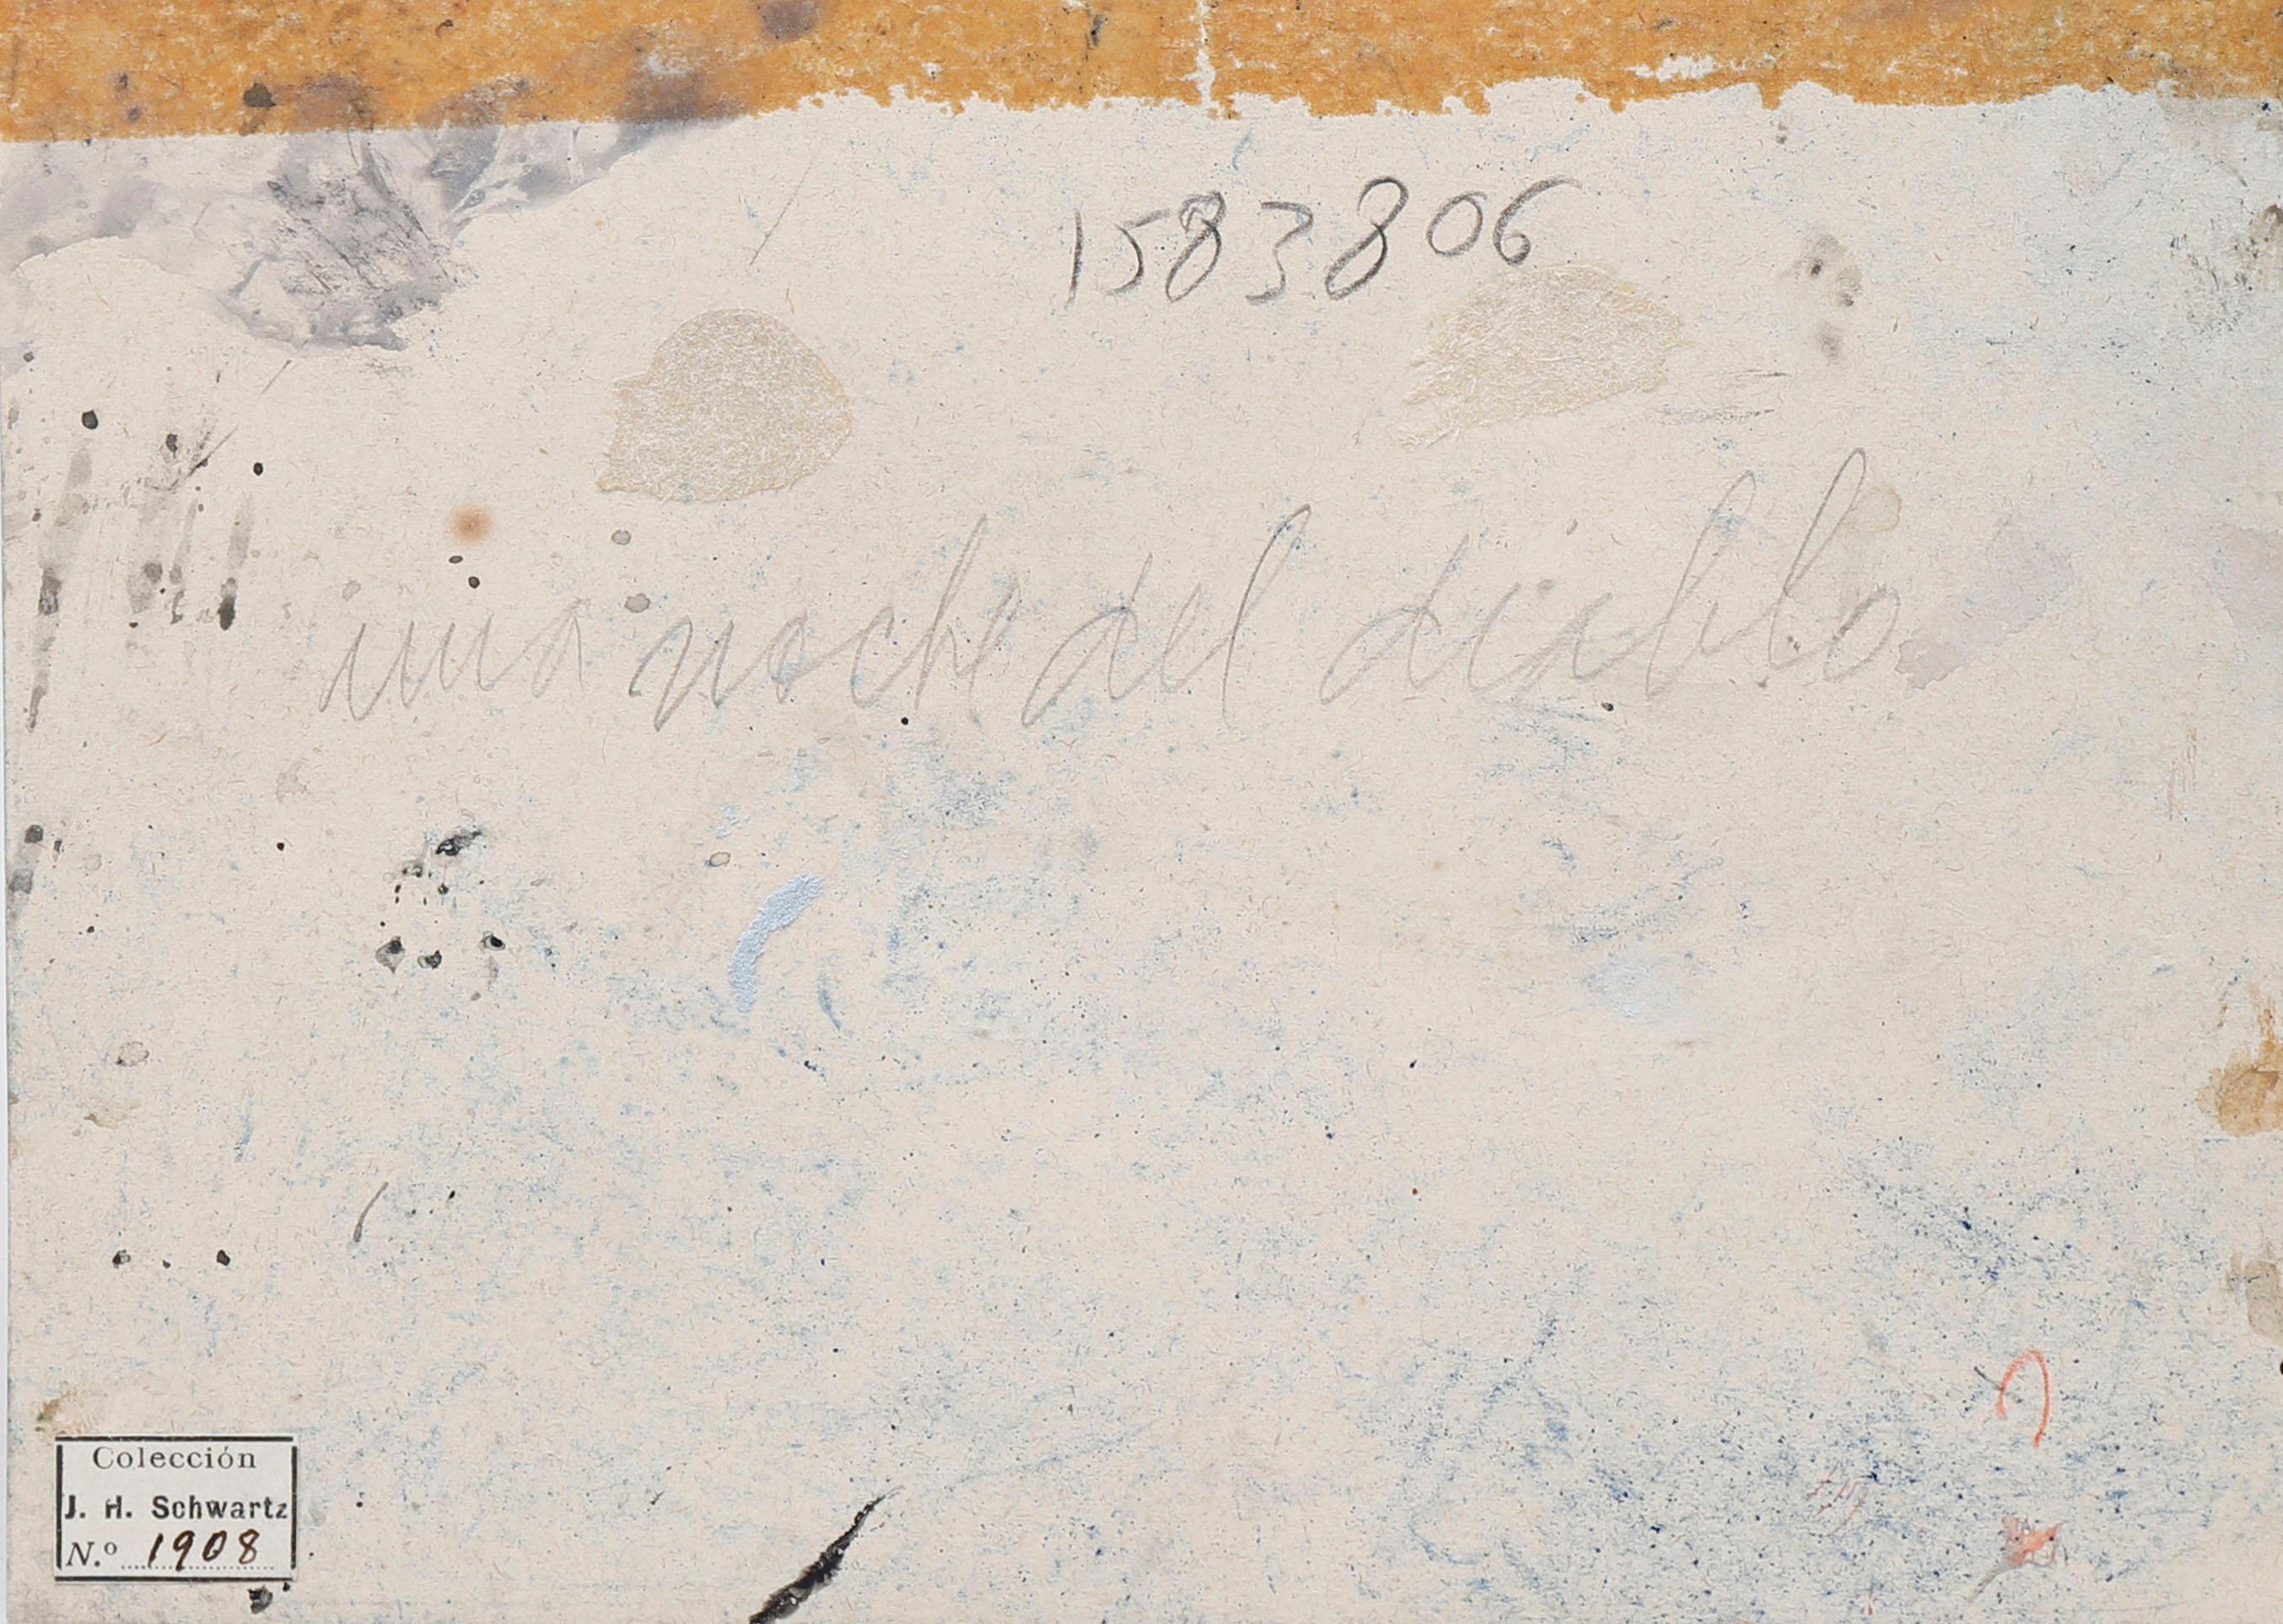 1583806
una noche del diablo
Colección
J. H. Schwartz
N.º 1908